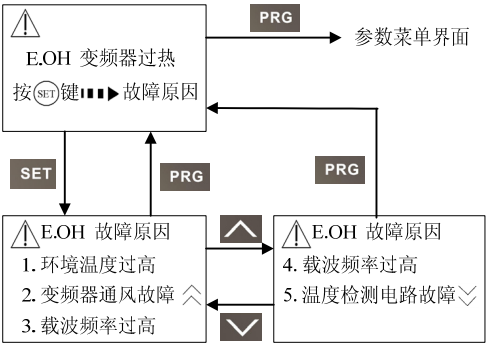 PRG
参数菜单界面
E.OH 变频器过热
按SET键故障原因
SET
PRG
PRG
E.OH 故障原因
1. 环境温度过高
2. 变频器通风故障
3. 载波频率过高
E.OH 故障原因
4. 载波频率过高
5. 温度检测电路故障